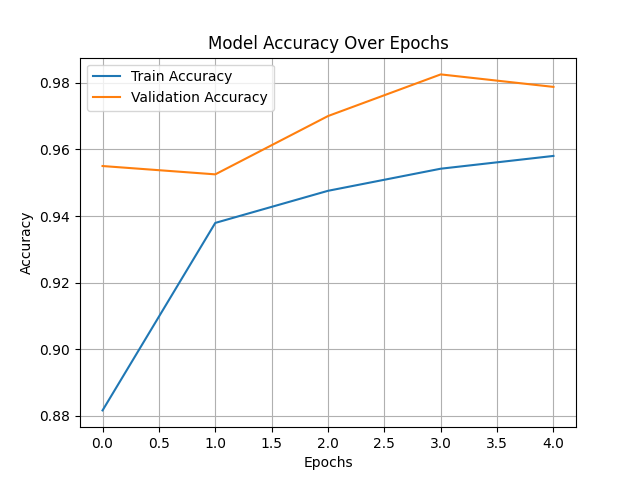 Model Accuracy Over Epochs
Train Accuracy
Validation Accuracy
0.98
0.96
0.94
0.92
0.90
0.88
Accuracy
0.0 0.5 1.0 1.5 2.0 2.5 3.0 3.5 4.0
Epochs